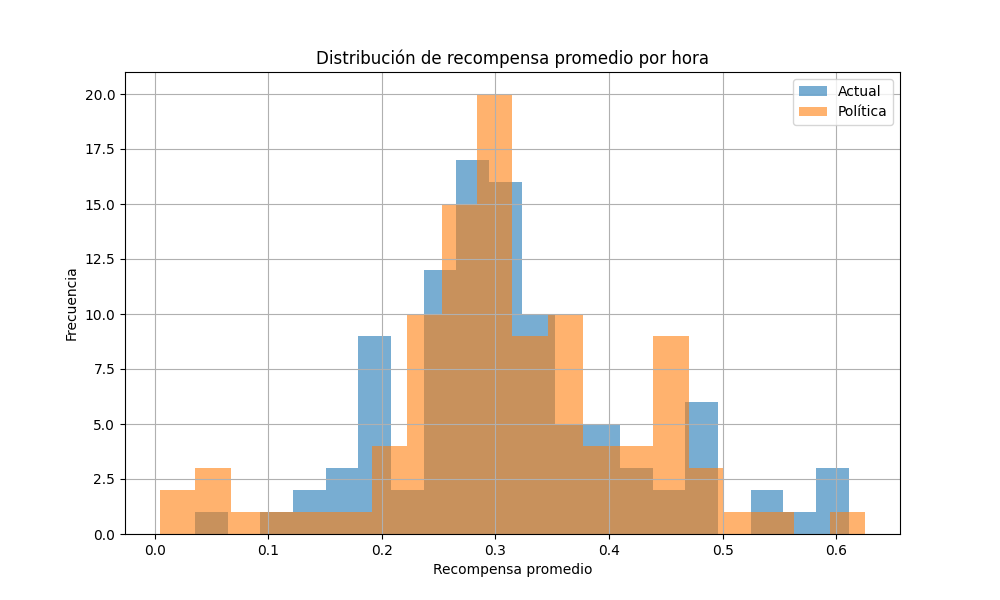 Distribución de recompensa promedio por hora
Actual
Política
Frecuencia
20.0
17.5
15.0
12.5
10.0
7.5
5.0
2.5
0.0
0.0 0.1 0.2 0.3 0.4 0.5 0.6
Recompensa promedio